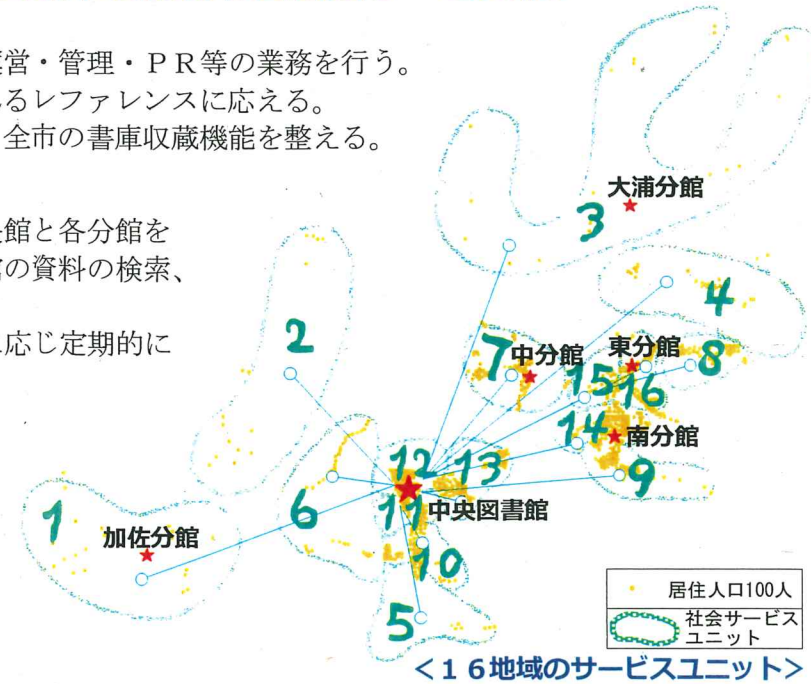 営・管理・ＰＲ等の業務を行う。
るレファレンスに応える。
全市の書庫収蔵機能を整える。
館と各分館を
館の資料の検索、
応じ定期的に
大浦分館
3
4
2
7
中分館
東分館
8
15
16
14
南分館
12
13
9
6
11
中央図書館
1
加佐分館
10
5
居住人口100人
社会サービス
ユニット
＜１６地域のサービスユニット＞